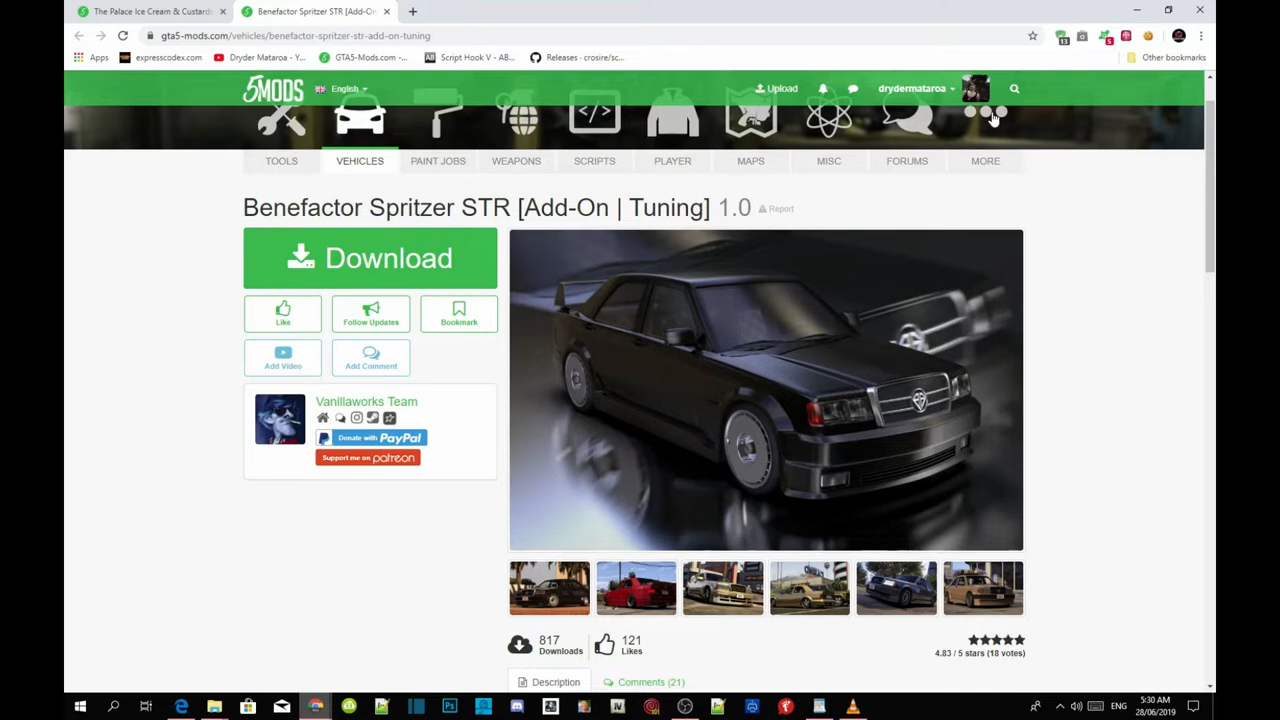 The Palace Ice Cream & Custards
Benefactor Spritzer STR [Add-On
gta5-mods.com/vehicles/benefactor-spritzer-str-add-on-tuning
Apps
expresscodex.com
Dryder Mataroa - Yo...
GTA5-Mods.com -...
Script Hook V - AB...
Releases · crosire/sc...
Other bookmarks
13
5
5MODS
English
Upload
drydermataroa
TOOLS
VEHICLES
PAINT JOBS
WEAPONS
SCRIPTS
PLAYER
MAPS
MISC
FORUMS
MORE
Benefactor Spritzer STR [Add-On | Tuning] 1.0
Report
Download
Like
Follow Updates
Bookmark
Add Video
Add Comment
Vanillaworks Team
Donate with PayPal
Support me on patreon
817
Downloads
121
Likes
4.83 / 5 stars (18 votes)
Description
Comments (21)
ENG
5:30 AM
28/06/2019